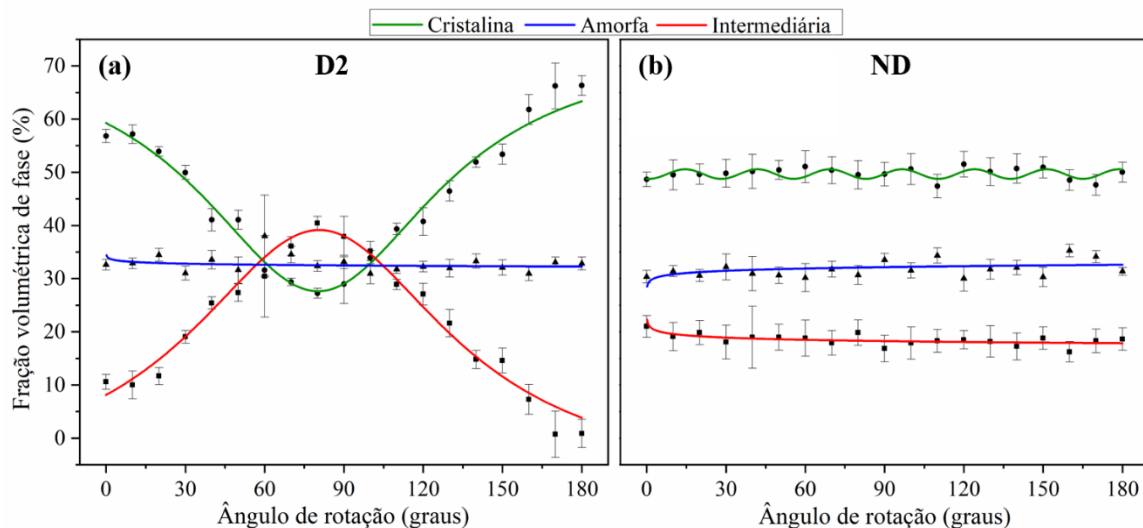 Cristalina Amorfa Intermediária
(a) D2 (b) ND
Fração volumétrica de fase (%)
70
60
50
40
30
20
10
0
0 30 60 90 120 150 180 0 30 60 90 120 150 180
Ângulo de rotação (graus) Ângulo de rotação (graus)